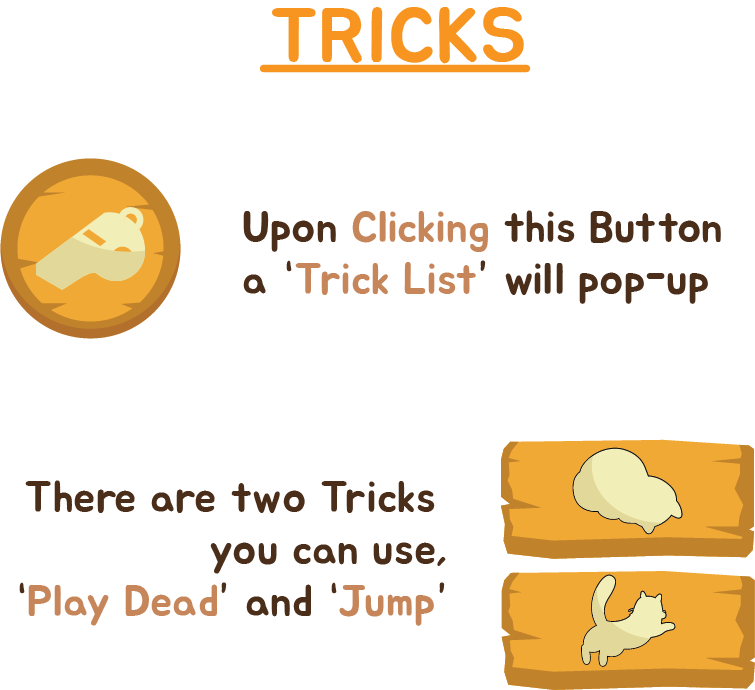 TRICKS
Upon Clicking this Button
a ‘Trick List’ will pop-up
There are two Tricks
you can use,
‘Play Dead’ and ‘Jump’